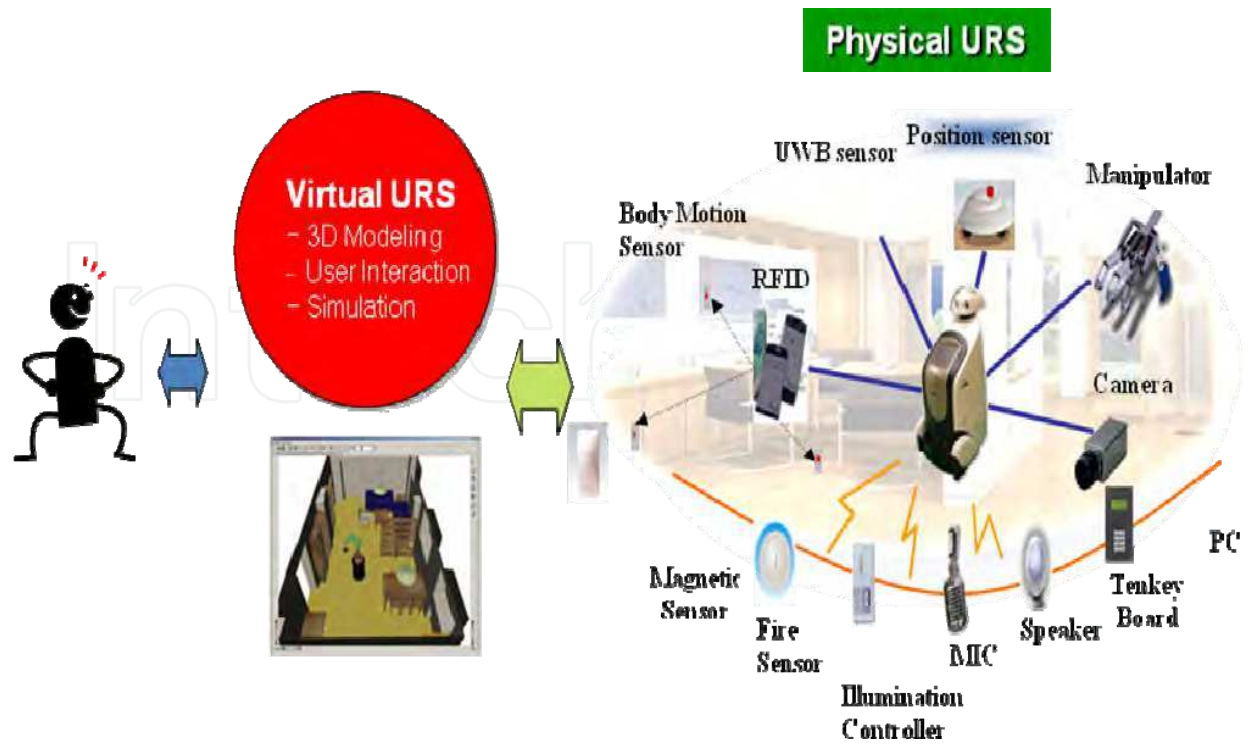 Physical URS
Virtual URS
- 3D Modeling
- User Interaction
- Simulation
UWB sensor
Position sensor
Manipulator
Body Motion
Sensor
RFID
Camera
PC
Magnetic
Sensor
Fire
Sensor
Illumination
Controller
MIC
Speaker
Tenkey
Board